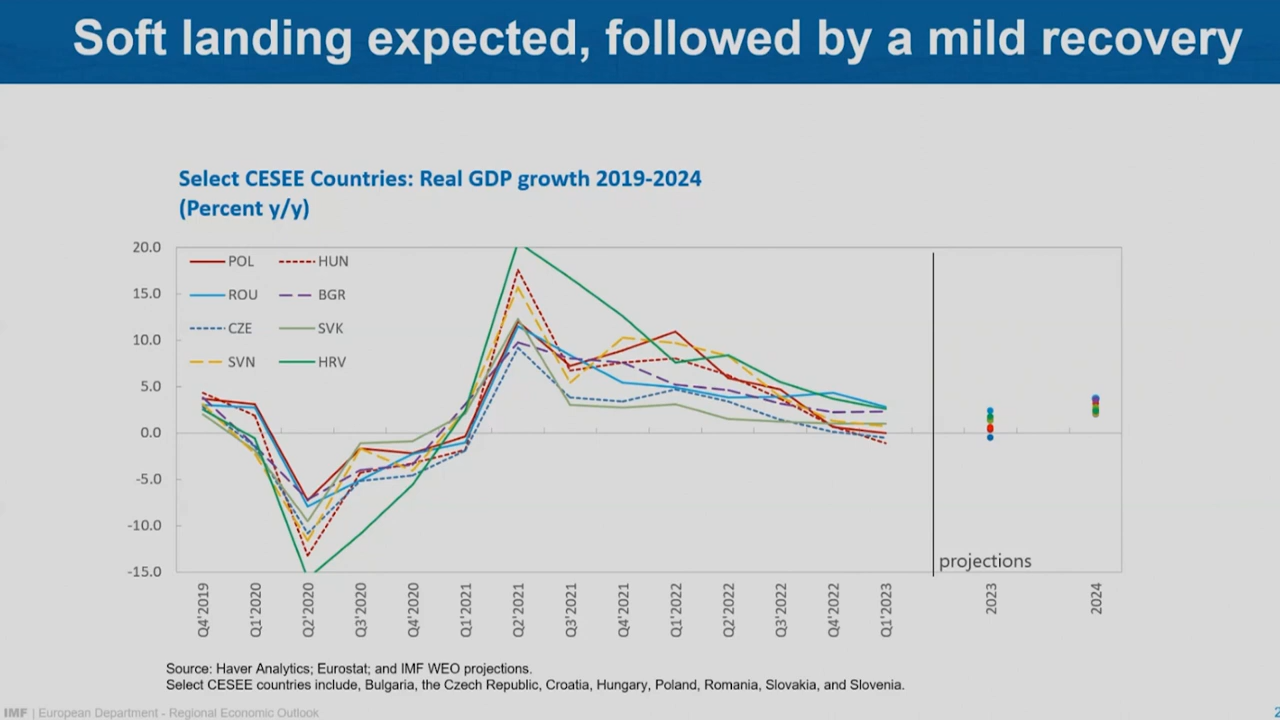 Soft landing expected, followed by a mild recovery
Select CESEE Countries: Real GDP growth 2019-2024
(Percent y/y)
20.0
15.0
10.0
5.0
0.0
-5.0
-10.0
-15.0
POL HUN
ROU BGR
CZE SVK
SVN HRV
projections
Q4'2019 Q1'2020 Q2'2020 Q3'2020 Q4'2020 Q1'2021 Q2'2021 Q3'2021 Q4'2021 Q1'2022 Q2'2022 Q3'2022 Q4'2022 Q1'2023 2023 2024
Source: Haver Analytics; Eurostat; and IMF WEO projections.
Select CESEE countries include, Bulgaria, the Czech Republic, Croatia, Hungary, Poland, Romania, Slovakia, and Slovenia.
IMF | European Department - Regional Economic Outlook
2